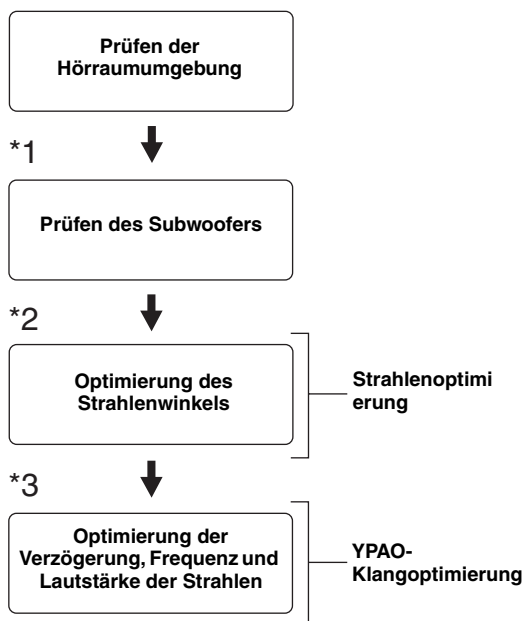 Prüfen der
Hörraumumgebung
*1
Prüfen des Subwoofers
*2
Optimierung des
Strahlenwinkels
Strahlenoptimi
erung
*3
Optimierung der
Verzögerung, Frequenz und
Lautstärke der Strahlen
YPAO-
Klangoptimierung